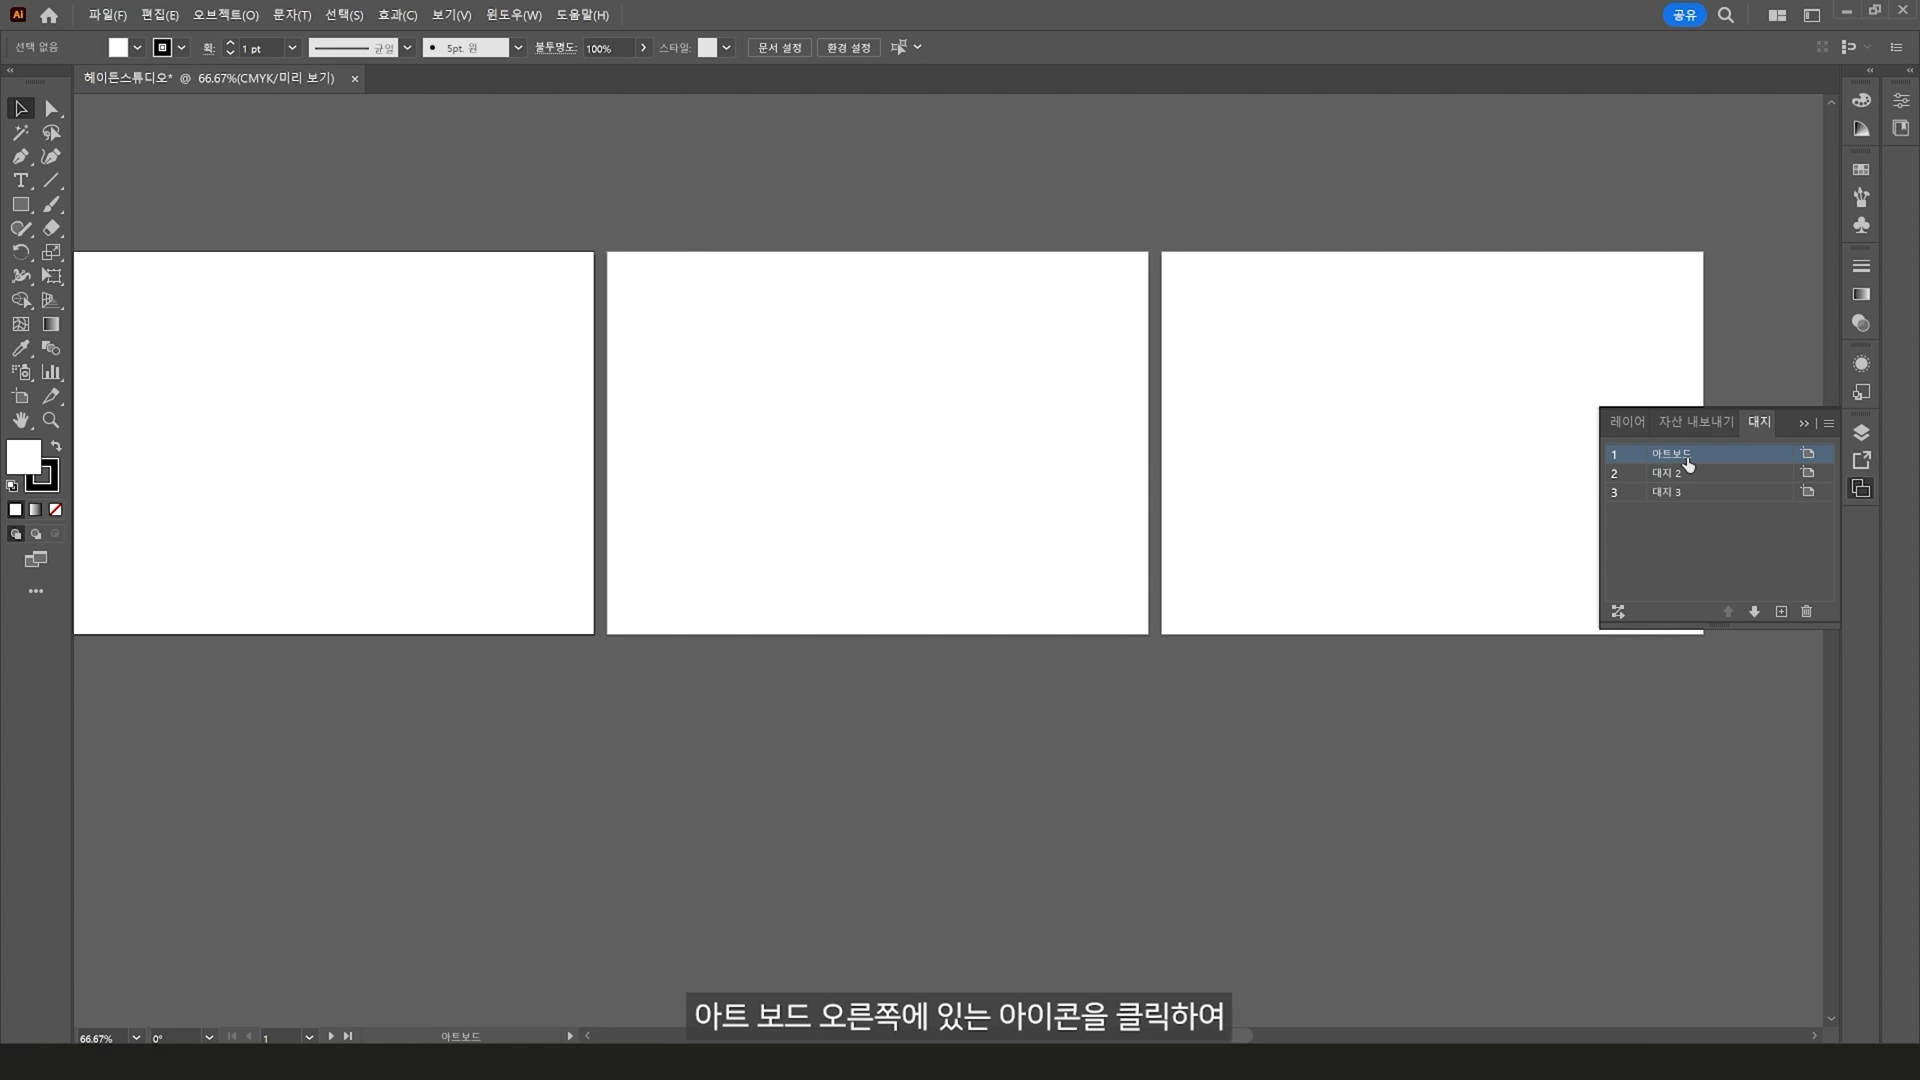 Ai 파일(F) 편집(E) 오브젝트(O) 문자(T) 선택(S) 효과(C) 보기(V) 윈도우(W) 도움말(H) 공유
선택 없음 획: 1 pt 균일 5pt. 원 불투명도: 100% 스타일: 문서 설정 환경 설정
헤이튼스튜디오* @ 66.67%(CMYK/미리 보기) ×
레이어 자산 내보내기 대지
1 아트보드
2 대지 2
3 대지 3
아트 보드 오른쪽에 있는 아이콘을 클릭하여
66.67% 0° 1 아트보드